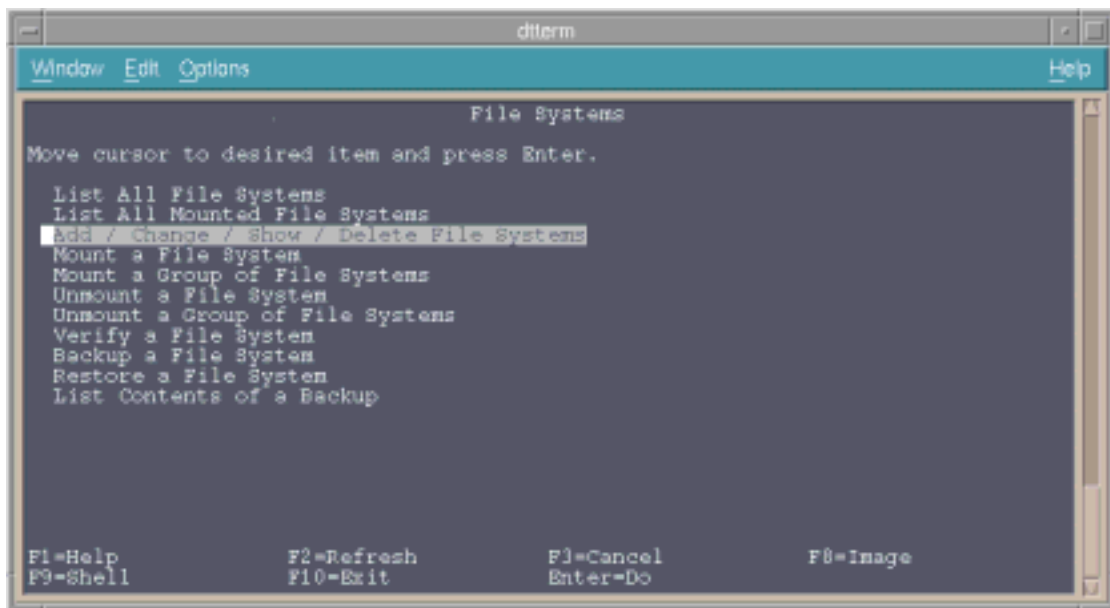 dtterm
Window Edit Options Help
File Systems
Move cursor to desired item and press Enter.
List All File Systems
List All Mounted File Systems
Add / Change / Show / Delete File Systems
Mount a File System
Mount a Group of File Systems
Unmount a File System
Unmount a Group of File Systems
Verify a File System
Backup a File System
Restore a File System
List Contents of a Backup
F1=Help F2=Refresh F3=Cancel F8=Image
F9=Shell F10=Exit Enter=Do